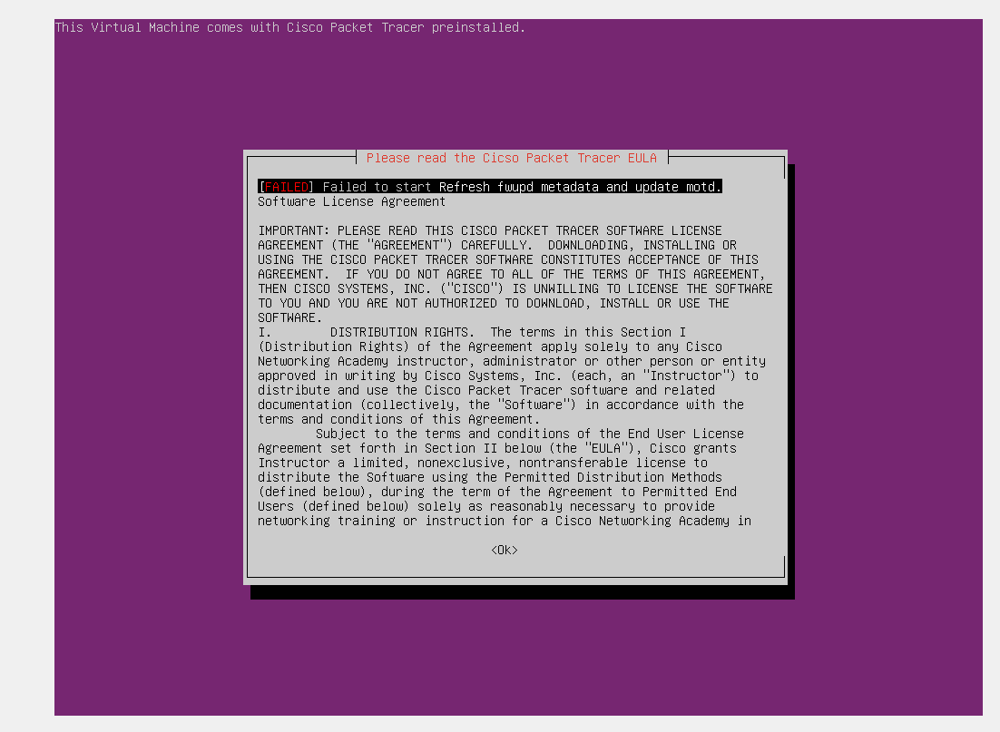 This Virtual Machine comes with Cisco Packet Tracer preinstalled.
Please read the Cicso Packet Tracer EULA
[FAILED] Failed to start Refresh fwupd metadata and update motd.
Software License Agreement
IMPORTANT: PLEASE READ THIS CISCO PACKET TRACER SOFTWARE LICENSE
AGREEMENT (THE "AGREEMENT") CAREFULLY.  DOWNLOADING, INSTALLING OR
USING THE CISCO PACKET TRACER SOFTWARE CONSTITUTES ACCEPTANCE OF THIS
AGREEMENT.  IF YOU DO NOT AGREE TO ALL OF THE TERMS OF THIS AGREEMENT,
THEN CISCO SYSTEMS, INC. ("CISCO") IS UNWILLING TO LICENSE THE SOFTWARE
TO YOU AND YOU ARE NOT AUTHORIZED TO DOWNLOAD, INSTALL OR USE THE
SOFTWARE.
I.        DISTRIBUTION RIGHTS.  The terms in this Section I
(Distribution Rights) of the Agreement apply solely to any Cisco
Networking Academy instructor, administrator or other person or entity
approved in writing by Cisco Systems, Inc. (each, an "Instructor") to
distribute and use the Cisco Packet Tracer software and related
documentation (collectively, the "Software") in accordance with the
terms and conditions of this Agreement.
Subject to the terms and conditions of the End User License
Agreement set forth in Section II below (the "EULA"), Cisco grants
Instructor a limited, nonexclusive, nontransferable license to
distribute the Software using the Permitted Distribution Methods
(defined below), during the term of the Agreement to Permitted End
Users (defined below) solely as reasonably necessary to provide
networking training or instruction for a Cisco Networking Academy in
<Ok>